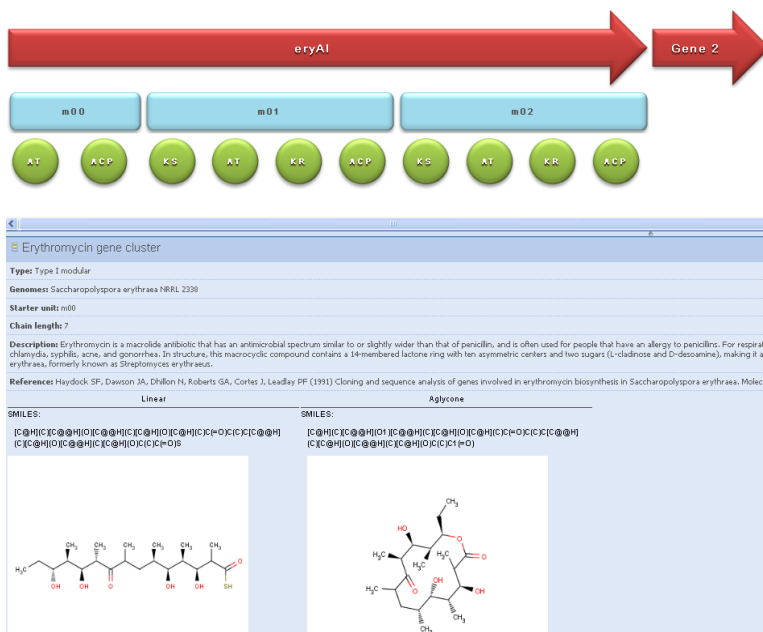 eryAI Gene 2
m00 m01 m02
AT ACP KS AT KR ACP KS AT KR ACP
Erythromycin gene cluster
Type: Type I modular
Genomes: Saccharopolyspora erythraea NRRL 2338
Starter unit: m00
Chain length: 7
Description: Erythromycin is a macrolide antibiotic that has an antimicrobial spectrum similar to or slightly wider than that of penicillin, and is often used for people that have an allergy to penicillins. For respirat
chlamydia, syphilis, acne, and gonorrhea. In structure, this macrocyclic compound contains a 14-membered lactone ring with ten asymmetric centers and two sugars (L-cladinose and D-desoamine), making it a
erythraea, formerly known as Streptomyces erythraeus.
Reference: Haydock SF, Dawson JA, Dhillon N, Roberts GA, Cortes J, Leadlay PF (1991) Cloning and sequence analysis of genes involved in erythromycin biosynthesis in Saccharopolyspora erythraea. Molec
Linear Aglycone
SMILES: SMILES:
[C@H](C)[C@@H](O)[C@@H](C)[C@H](O)[C@H](C)C(=O)C(C)C[C@@H] [C@H](C)[C@@H](O1)[C@@H](C)[C@H](O)[C@H](C)C(=O)C(C)C[C@@H]
(C)[C@H](O)[C@@H](C)[C@H](O)C(C)C(=O)S (C)[C@H](O)[C@@H](C)[C@H](O)C(C)C1(=O)
CH₃ CH₃ CH₃ CH₃ CH₃ CH₃ O
H₃C OH OH O OH OH SH
CH₃
HO O
H₃C CH₃ H₃C O
H₃C O OH OH
CH₃
CH₃